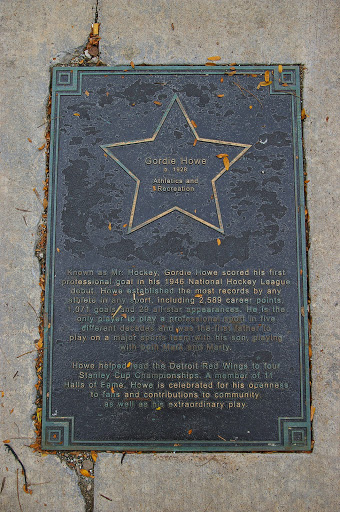 Gordie Howe
b. 1928
Athletics and
Recreation
Known as Mr. Hockey, Gordie Howe scored his first
professional goal in his 1946 National Hockey League
debut. Howe established the most records by any
athlete in any sport, including 2,589 career points,
1,071 goals and 29 all-star appearances. He is the
only player to play a professional sport in five
different decades and was the first father to
play on a major sports team with his son, playing
with both Mark and Marty.
Howe helped lead the Detroit Red Wings to four
Stanley Cup Championships. A member of 11
Halls of Fame, Howe is celebrated for his openness
to fans and contributions to community
as well as his extraordinary play.